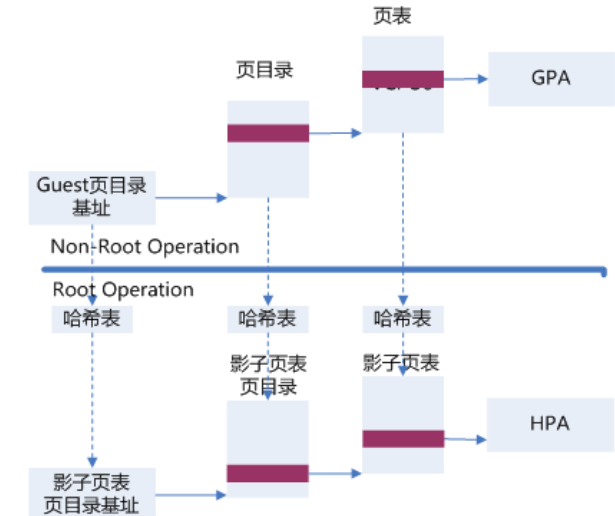 页表
页目录
GPA
Guest页目录
基址
Non-Root Operation
Root Operation
哈希表
哈希表
哈希表
影子页表
页目录
影子页表
HPA
影子页表
页目录基址